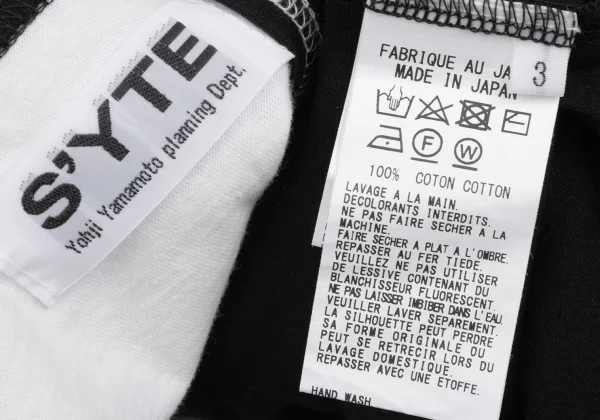 S'YTE
Yohji Yamamoto planning Dept.
FABRIQUE AU JA
MADE IN JAPAN
3
F
W
100% COTON COTTON
LAVAGE A LA MAIN.
DECOLORANTS INTERDITS.
NE PAS FAIRE SECHER A LA
MACHINE.
FAIRE SECHER A PLAT A L'OMBRE.
REPASSER AU FER TIEDE.
VEUILLEZ NE PAS UTILISER
DE LESSIVE CONTENANT DU
BLANCHISSEUR FLUORESCENT.
NE PAS LAISSER IMBIBER DANS L'EAU
VEUILLER LAVER SEPAREMENT.
LA SILHOUETTE PEUT PERDRE
SA FORME ORIGINALE OU
PEUT SE RETRECIR LORS DU
LAVAGE DOMESTIQUE.
REPASSER AVEC UNE ETOFFE.
HAND WASH